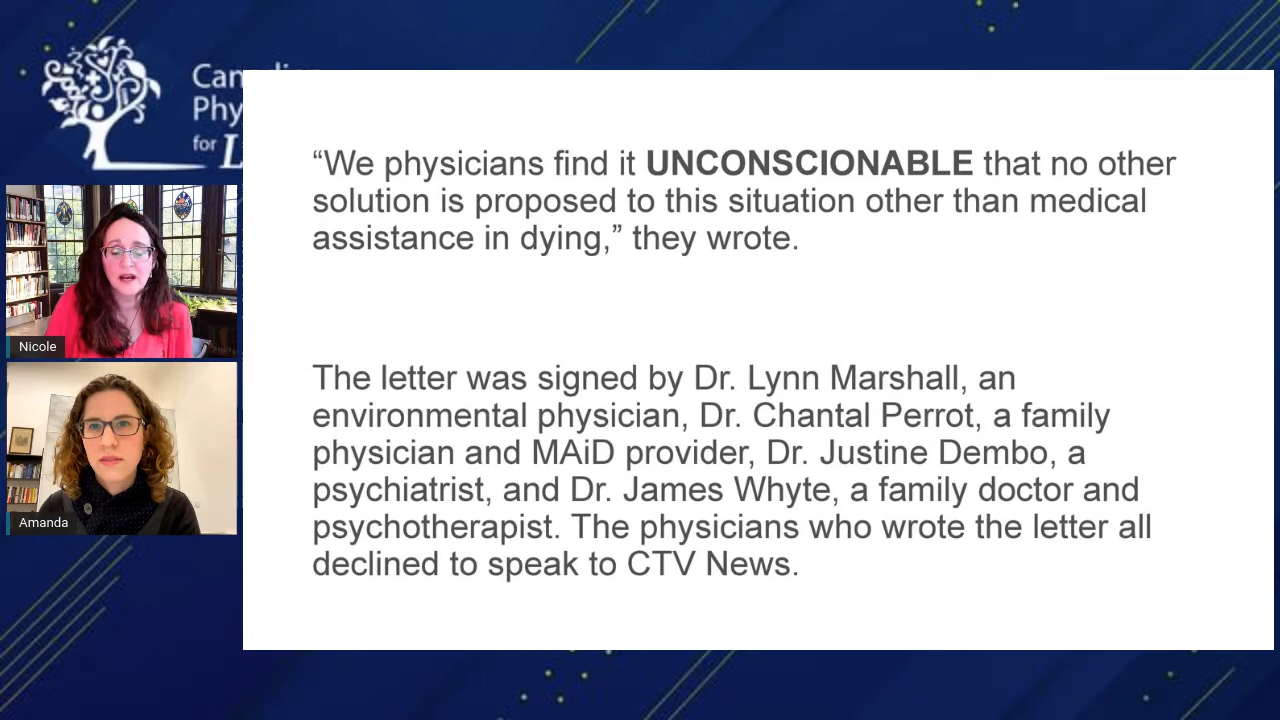 for
Nicole
Amanda
“We physicians find it UNCONSCIONABLE that no other
solution is proposed to this situation other than medical
assistance in dying,” they wrote.
The letter was signed by Dr. Lynn Marshall, an
environmental physician, Dr. Chantal Perrot, a family
physician and MAiD provider, Dr. Justine Dembo, a
psychiatrist, and Dr. James Whyte, a family doctor and
psychotherapist. The physicians who wrote the letter all
declined to speak to CTV News.